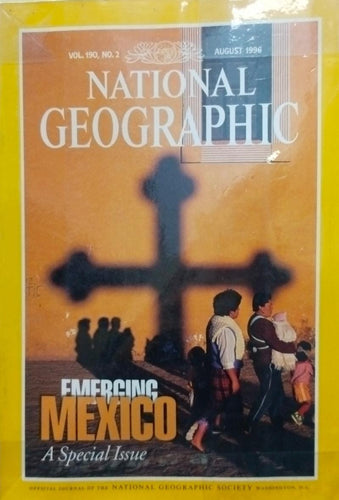 VOL. 190, NO. 2
AUGUST 1996
NATIONAL
GEOGRAPHIC
EMERGING
MEXICO
A Special Issue
OFFICIAL JOURNAL OF THE NATIONAL GEOGRAPHIC SOCIETY WASHINGTON, D.C.